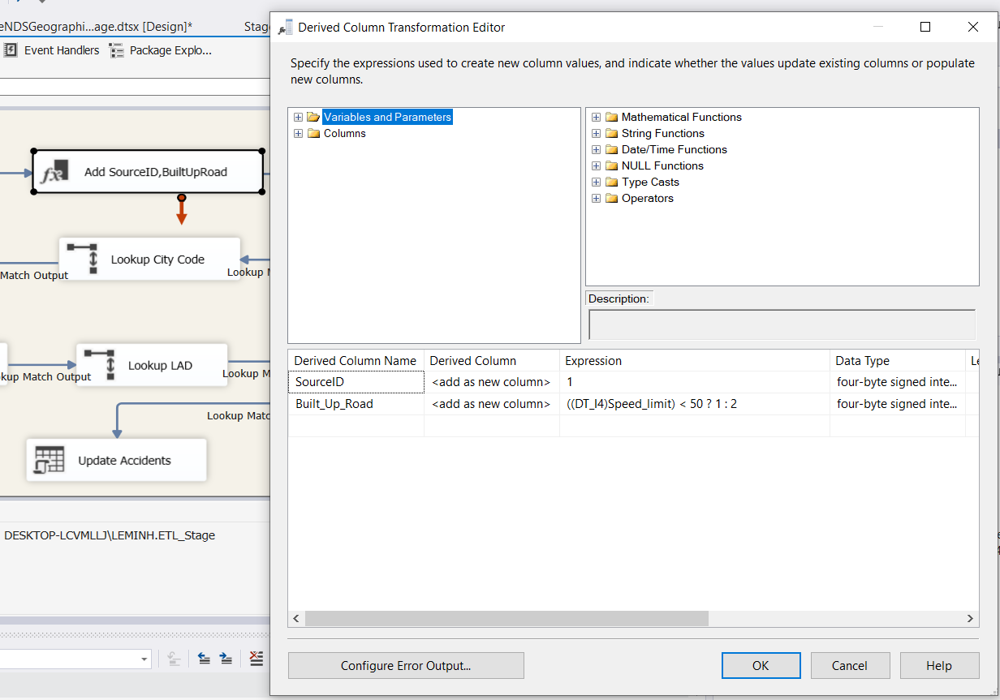 eNDSGeographi...age.dtsx [Design]*
Stag
Event Handlers
Package Explo...
Add SourceID,BuiltUpRoad
Lookup City Code
Match Output
Lookup M
Lookup LAD
kup Match Output
Lookup M
Lookup Matc
Update Accidents
DESKTOP-LCVMLLJ\LEMINH.ETL_Stage
Derived Column Transformation Editor
Specify the expressions used to create new column values, and indicate whether the values update existing columns or populate
new columns.
Variables and Parameters
Columns
Mathematical Functions
String Functions
Date/Time Functions
NULL Functions
Type Casts
Operators
Description:
Derived Column Name Derived Column Expression Data Type Le
SourceID <add as new column> 1 four-byte signed inte...
Built_Up_Road <add as new column> ((DT_I4)Speed_limit) < 50 ? 1 : 2 four-byte signed inte...
Configure Error Output...
OK
Cancel
Help